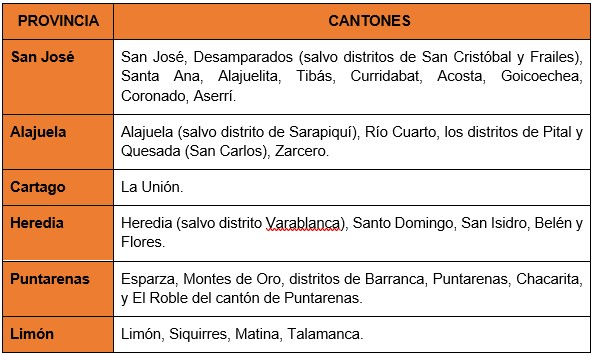 PROVINCIA CANTONES
San José San José, Desamparados (salvo distritos de San Cristóbal y Frailes),
Santa Ana, Alajuelita, Tibás, Curridabat, Acosta, Goicoechea,
Coronado, Aserrí.
Alajuela Alajuela (salvo distrito de Sarapiquí), Río Cuarto, los distritos de Pital y
Quesada (San Carlos), Zarcero.
Cartago La Unión.
Heredia Heredia (salvo distrito Varablanca), Santo Domingo, San Isidro, Belén y
Flores.
Puntarenas Esparza, Montes de Oro, distritos de Barranca, Puntarenas, Chacarita,
y El Roble del cantón de Puntarenas.
Limón Limón, Siquirres, Matina, Talamanca.